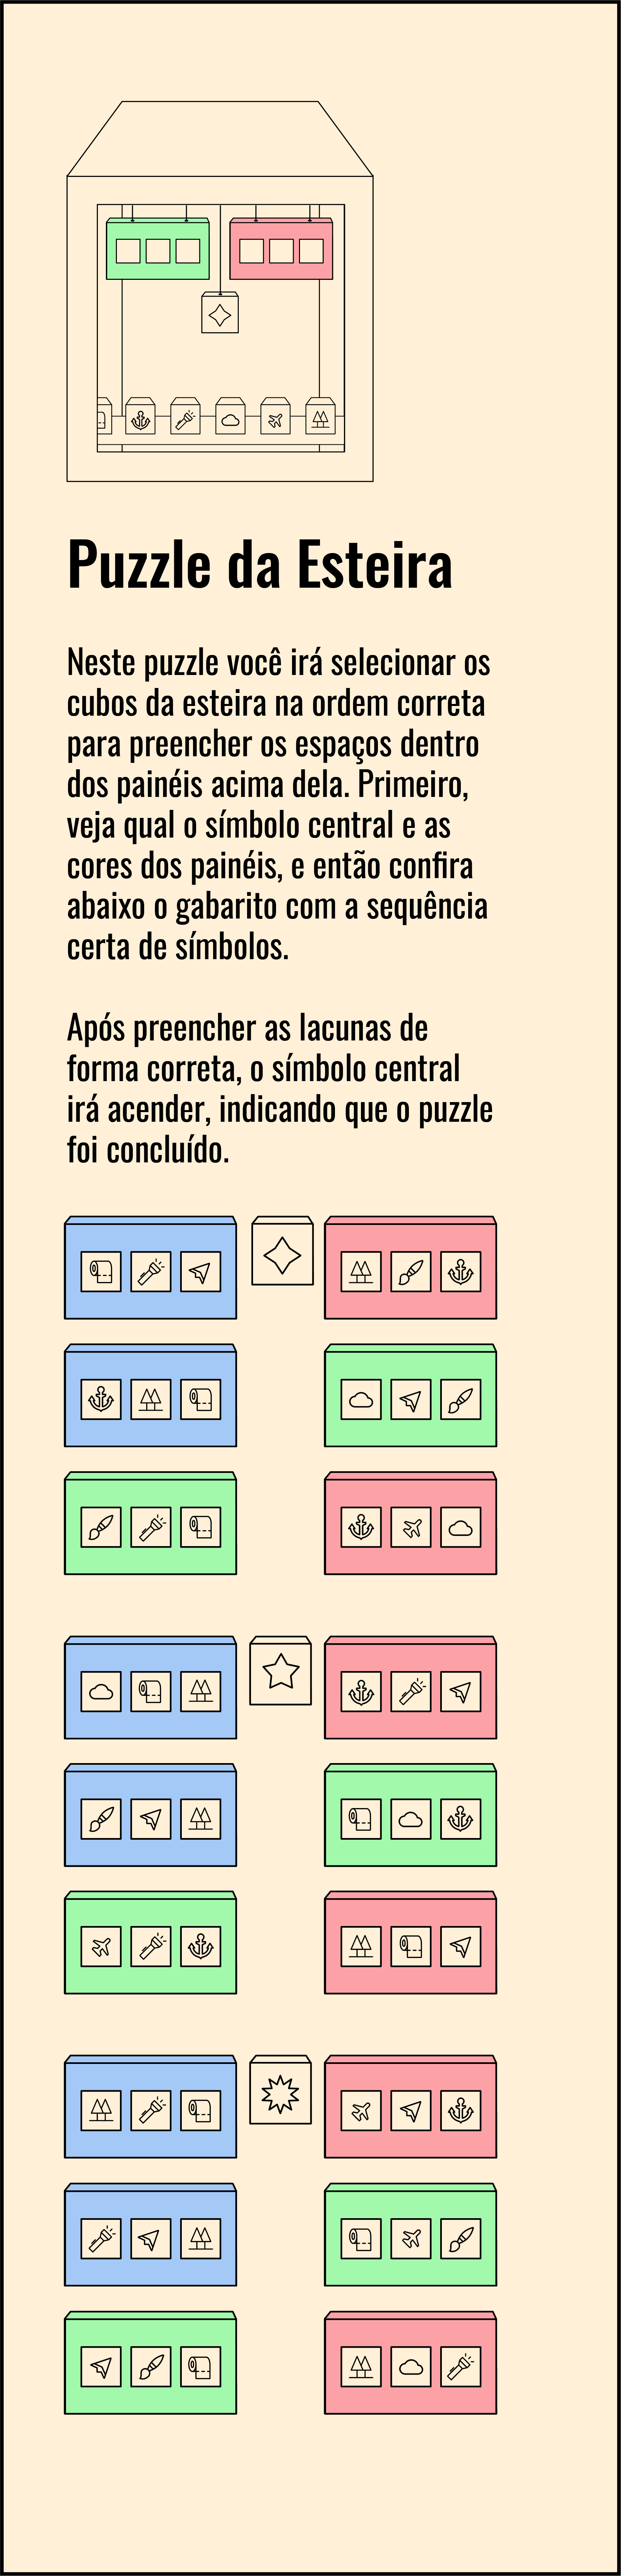 Puzzle da Esteira
Neste puzzle você irá selecionar os
cubos da esteira na ordem correta
para preencher os espaços dentro
dos painéis acima dela. Primeiro,
veja qual o símbolo central e as
cores dos painéis, e então confira
abaixo o gabarito com a sequência
certa de símbolos.
Após preencher as lacunas de
forma correta, o símbolo central
irá acender, indicando que o puzzle
foi concluído.